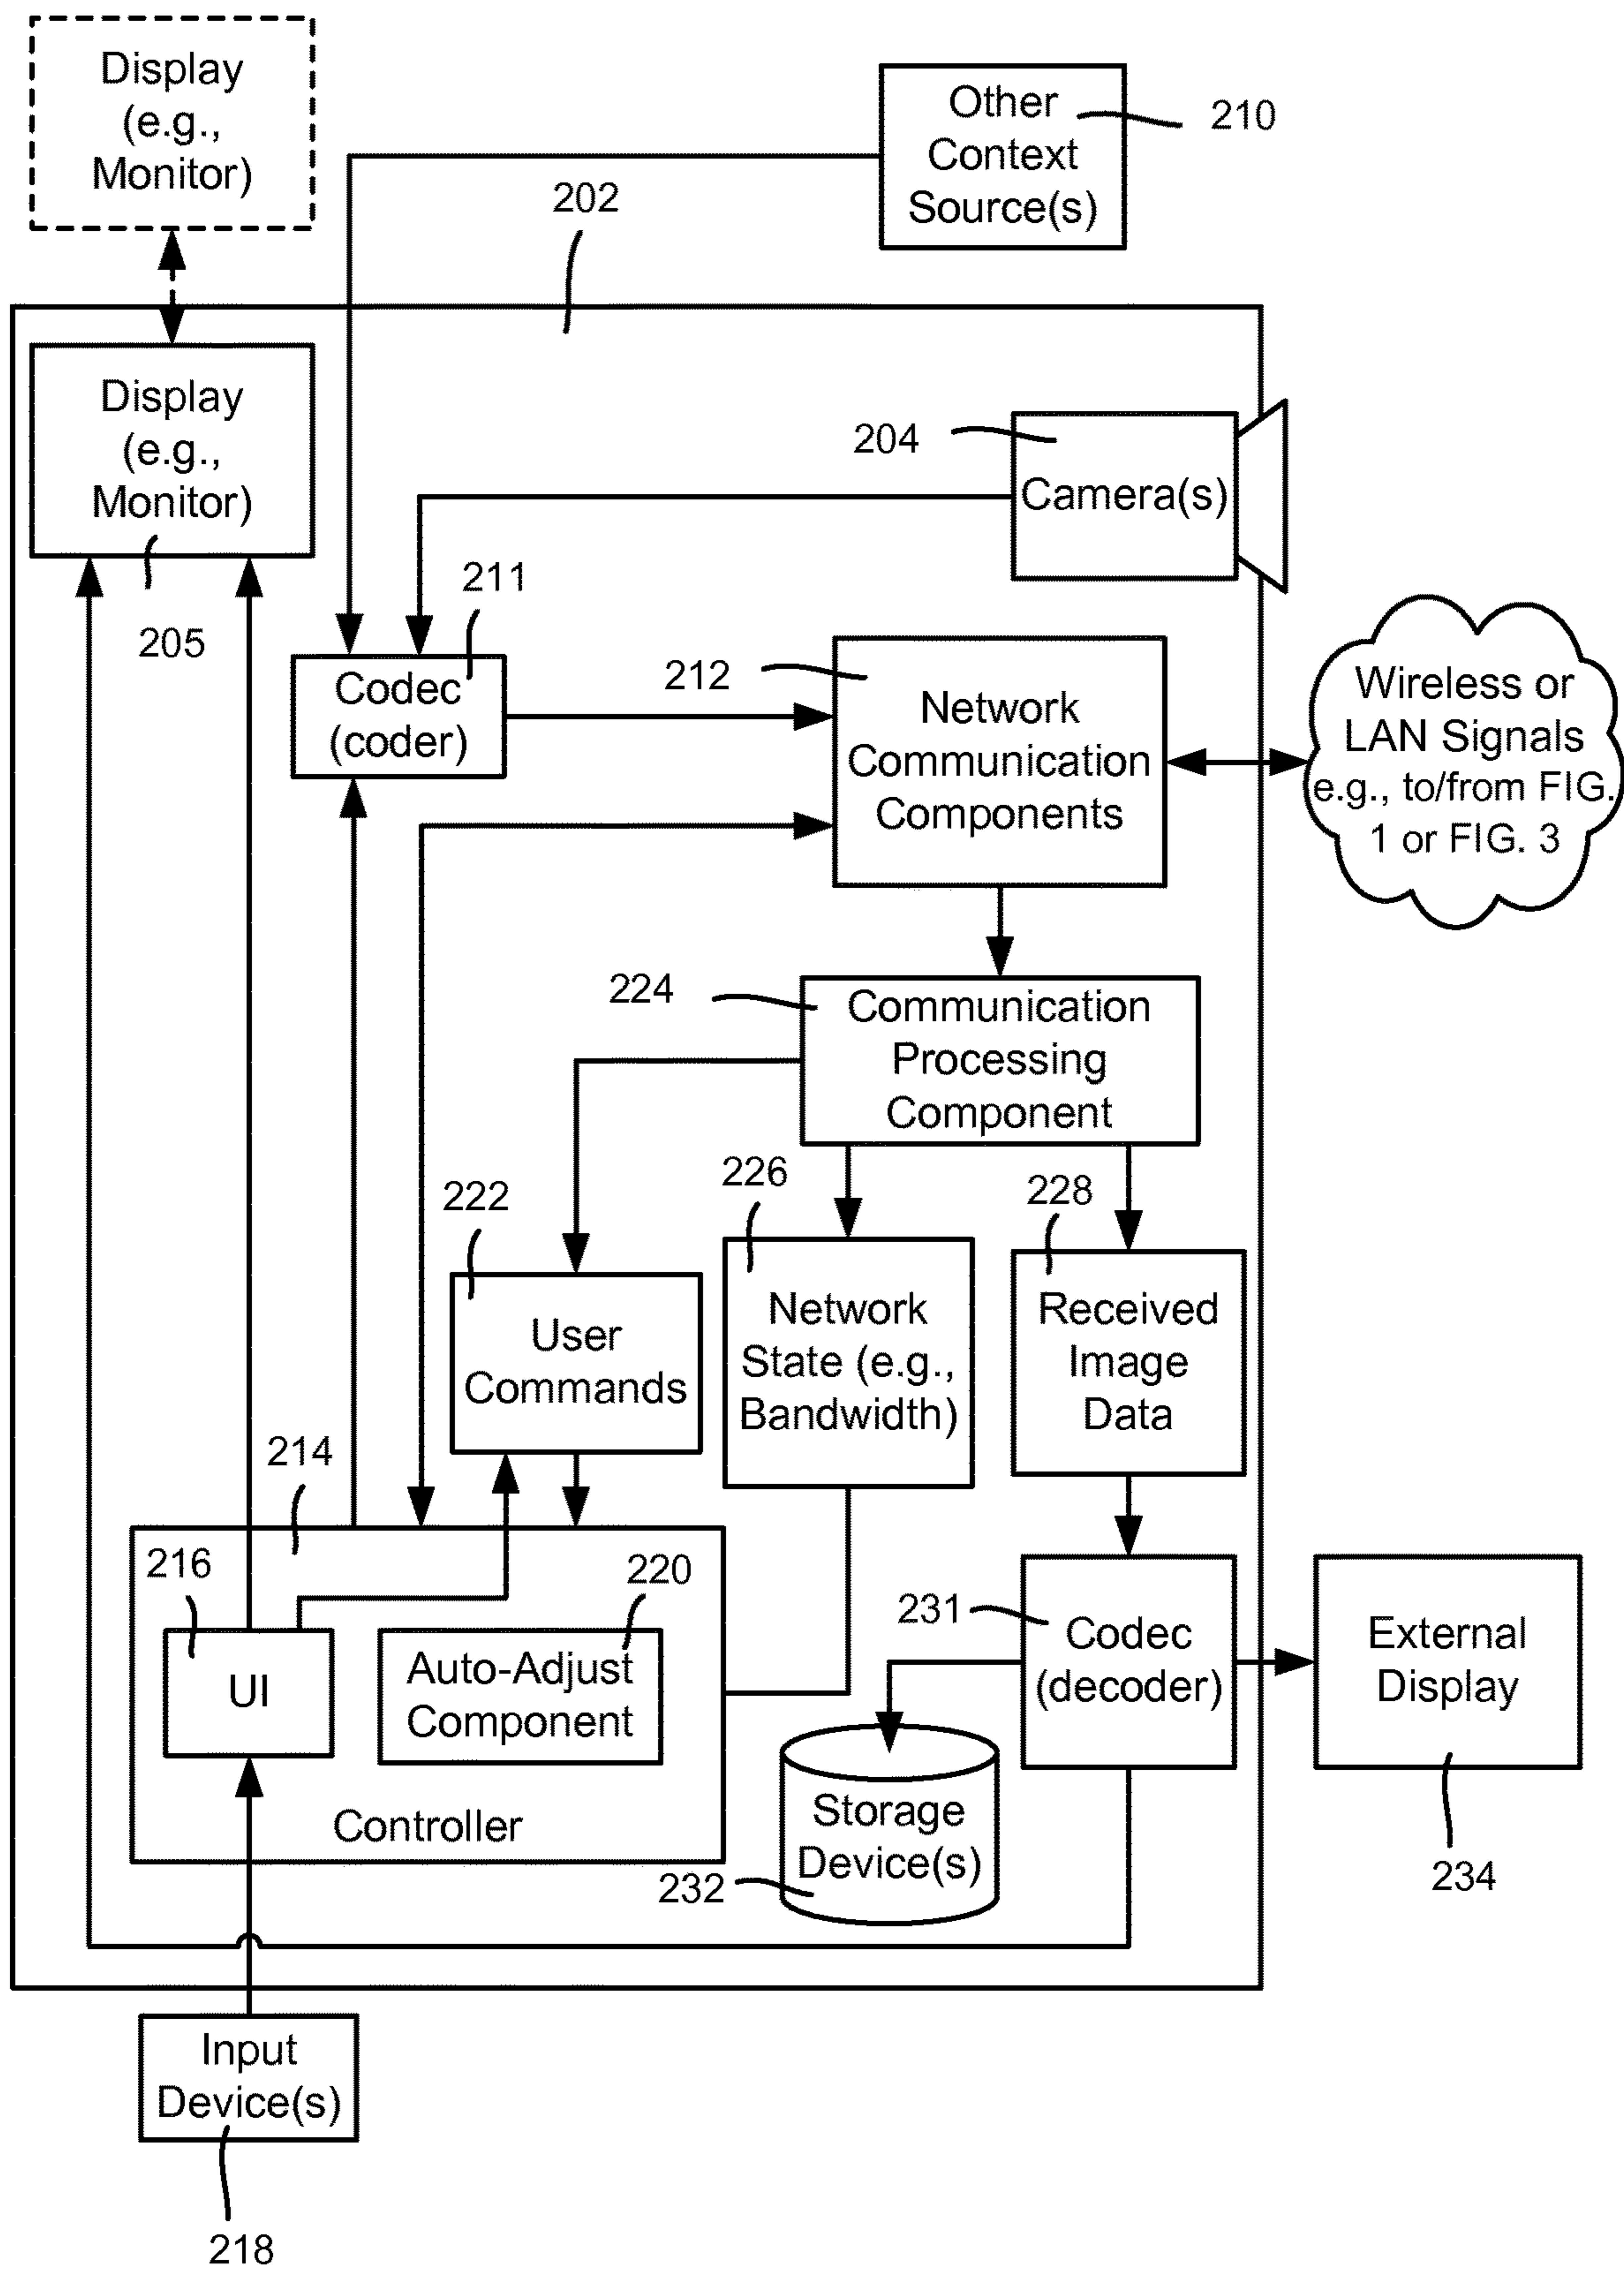 Display
(e.g.,
Monitor)
Other
Context
Source(s)
210
202
Display
(e.g.,
Monitor)
205
204
Camera(s)
211
Codec
(coder)
212
Network
Communication
Components
Wireless or
LAN Signals
e.g., to/from FIG.
1 or FIG. 3
224
Communication
Processing
Component
222
User
Commands
226
Network
State (e.g.,
Bandwidth)
228
Received
Image
Data
214
216
UI
220
Auto-Adjust
Component
Controller
231
Codec
(decoder)
External
Display
234
Storage
Device(s)
232
Input
Device(s)
218